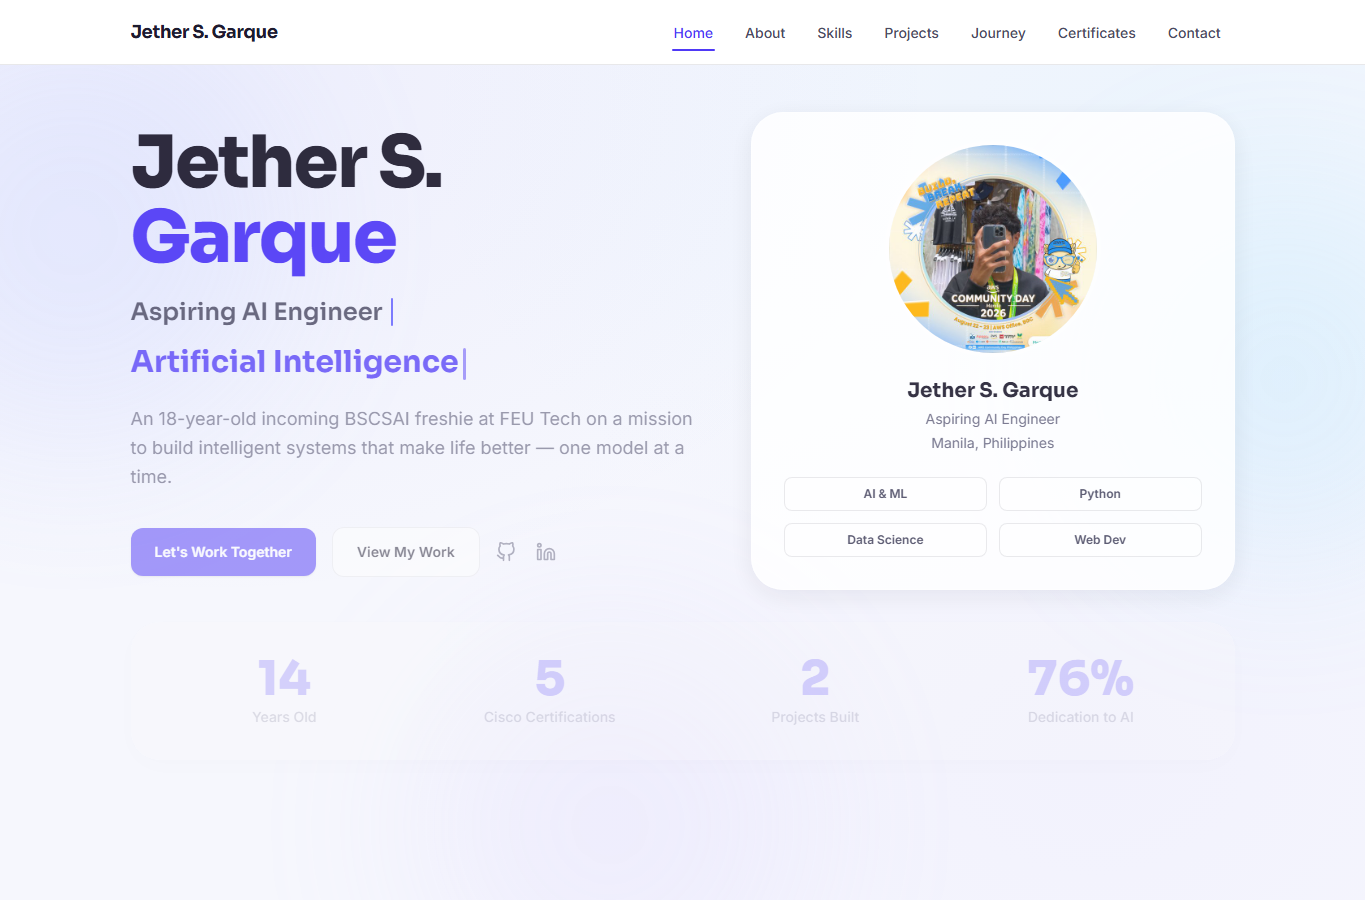 Jether S. Garque
Home About Skills Projects Journey Certificates Contact
Jether S.
Garque
Aspiring AI Engineer
Artificial Intelligence
An 18-year-old incoming BSCSAI freshie at FEU Tech on a mission
to build intelligent systems that make life better — one model at a
time.
Let's Work Together View My Work
BREAK,
REPEAT
COMMUNITY DAY
Manila
2026
Jether S. Garque
Aspiring AI Engineer
Manila, Philippines
AI & ML Python
Data Science Web Dev
14 5 2 76%
Years Old Cisco Certifications Projects Built Dedication to AI